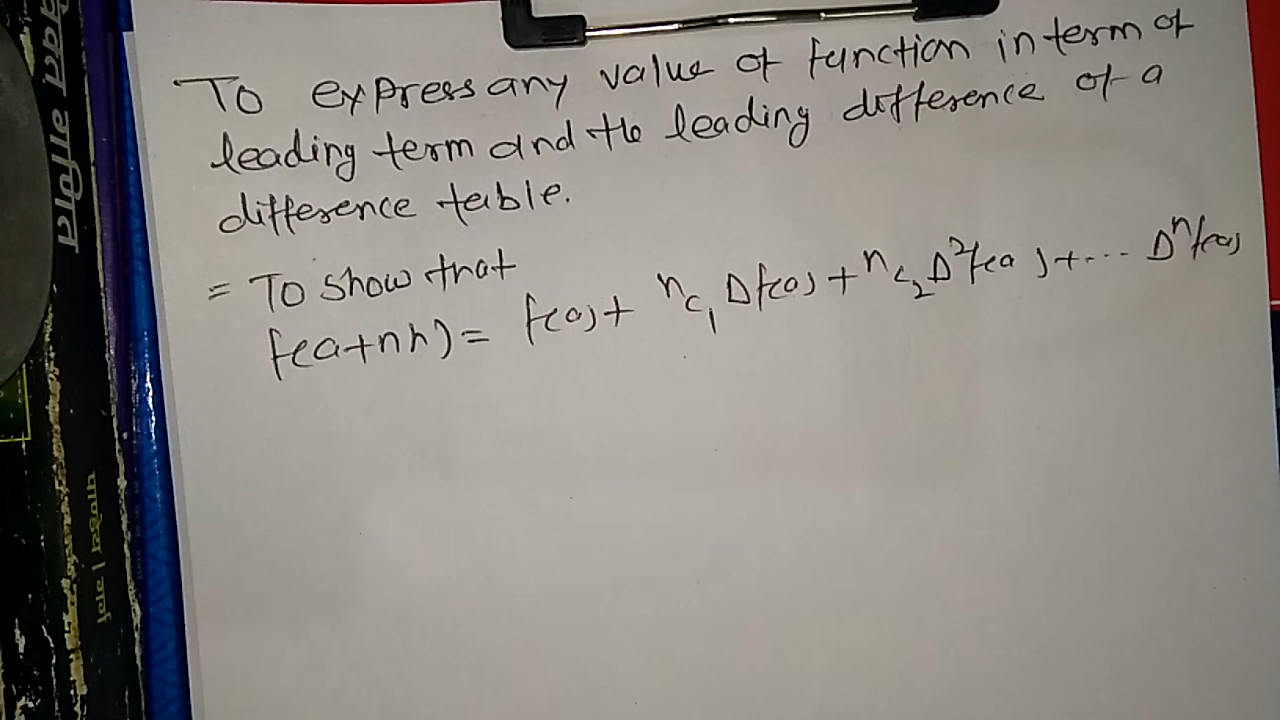 To express any value of function in term of
leading term and the leading difference of a
difference table.
= To show that
f(a+nh) = f(a) + ⁿc₁ Δf(a) + ⁿc₂ Δ²f(a) + .... Δⁿf(a)